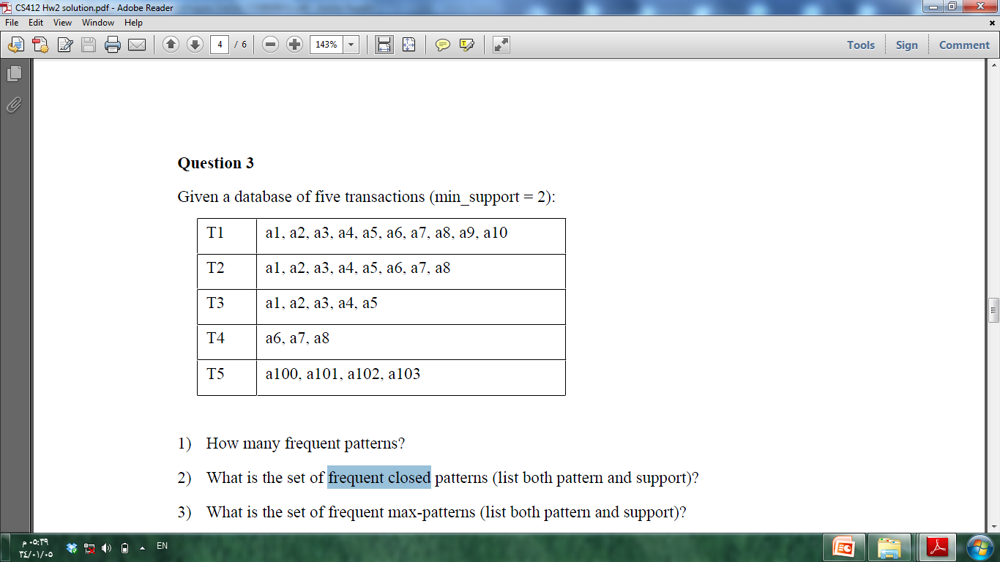 CS412 Hw2 solution.pdf - Adobe Reader
File Edit View Window Help
4 / 6 143% Tools Sign Comment
Question 3
Given a database of five transactions (min_support = 2):
T1 a1, a2, a3, a4, a5, a6, a7, a8, a9, a10
T2 a1, a2, a3, a4, a5, a6, a7, a8
T3 a1, a2, a3, a4, a5
T4 a6, a7, a8
T5 a100, a101, a102, a103
1) How many frequent patterns?
2) What is the set of frequent closed patterns (list both pattern and support)?
3) What is the set of frequent max-patterns (list both pattern and support)?
٠٥:٣٩ م
٣٤/٠١/٠٥
EN